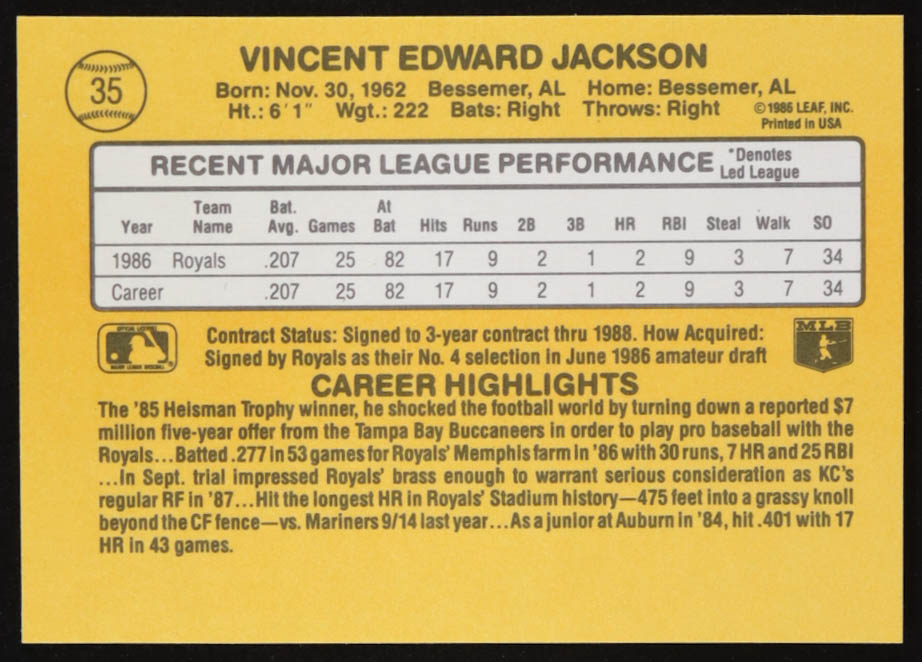 35
VINCENT EDWARD JACKSON
Born: Nov. 30, 1962 Bessemer, AL Home: Bessemer, AL
Ht.: 6'1" Wgt.: 222 Bats: Right Throws: Right
©1986 LEAF, INC.
Printed in USA
RECENT MAJOR LEAGUE PERFORMANCE
*Denotes
Led League
Year Team Name Bat. Avg. Games At Bat Hits Runs 2B 3B HR RBI Steal Walk SO
1986 Royals .207 25 82 17 9 2 1 2 9 3 7 34
Career .207 25 82 17 9 2 1 2 9 3 7 34
OFFICIAL LICENSEE
MAJOR LEAGUE BASEBALL
Contract Status: Signed to 3-year contract thru 1988. How Acquired:
Signed by Royals as their No. 4 selection in June 1986 amateur draft
MLB
CAREER HIGHLIGHTS
The '85 Heisman Trophy winner, he shocked the football world by turning down a reported $7
million five-year offer from the Tampa Bay Buccaneers in order to play pro baseball with the
Royals...Batted .277 in 53 games for Royals' Memphis farm in '86 with 30 runs, 7 HR and 25 RBI
...In Sept. trial impressed Royals' brass enough to warrant serious consideration as KC's
regular RF in '87...Hit the longest HR in Royals' Stadium history—475 feet into a grassy knoll
beyond the CF fence—vs. Mariners 9/14 last year...As a junior at Auburn in '84, hit .401 with 17
HR in 43 games.